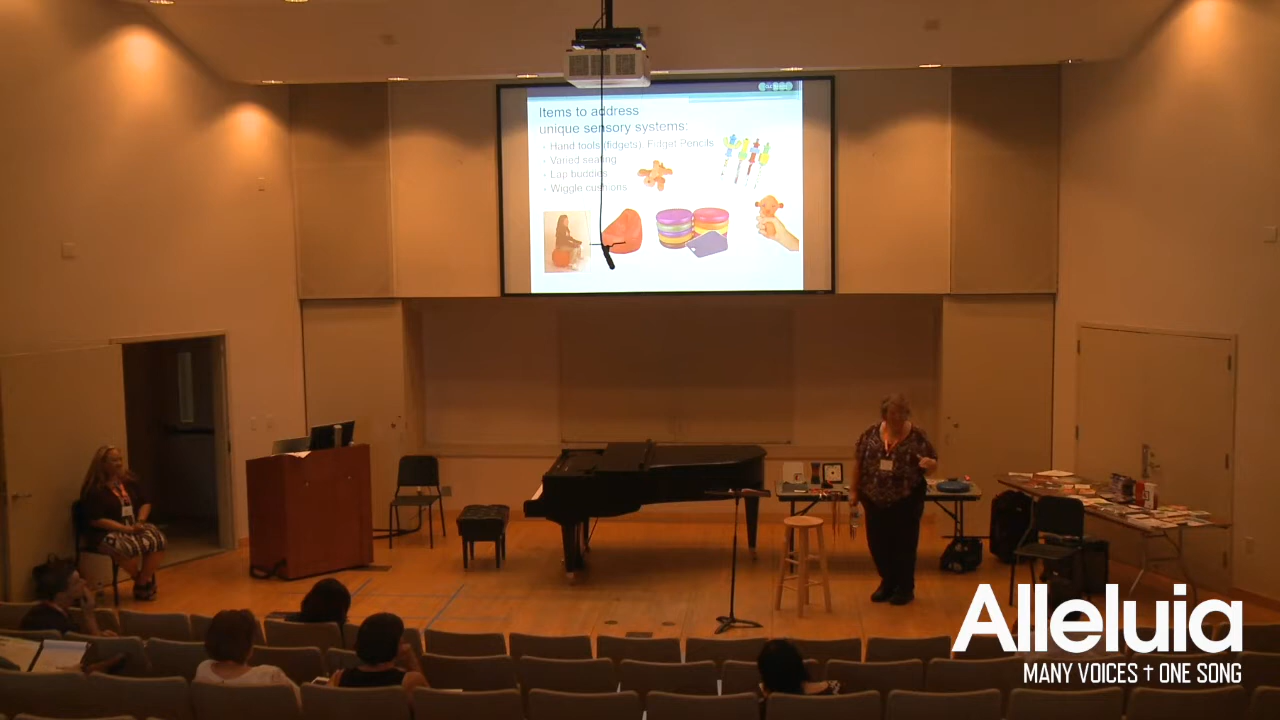 Items to address
unique sensory systems:
- Hand tools (fidgets), Fidget Pencils
- Varied seating
- Lap buddies
- Wiggle cushions
Alleluia
MANY VOICES † ONE SONG